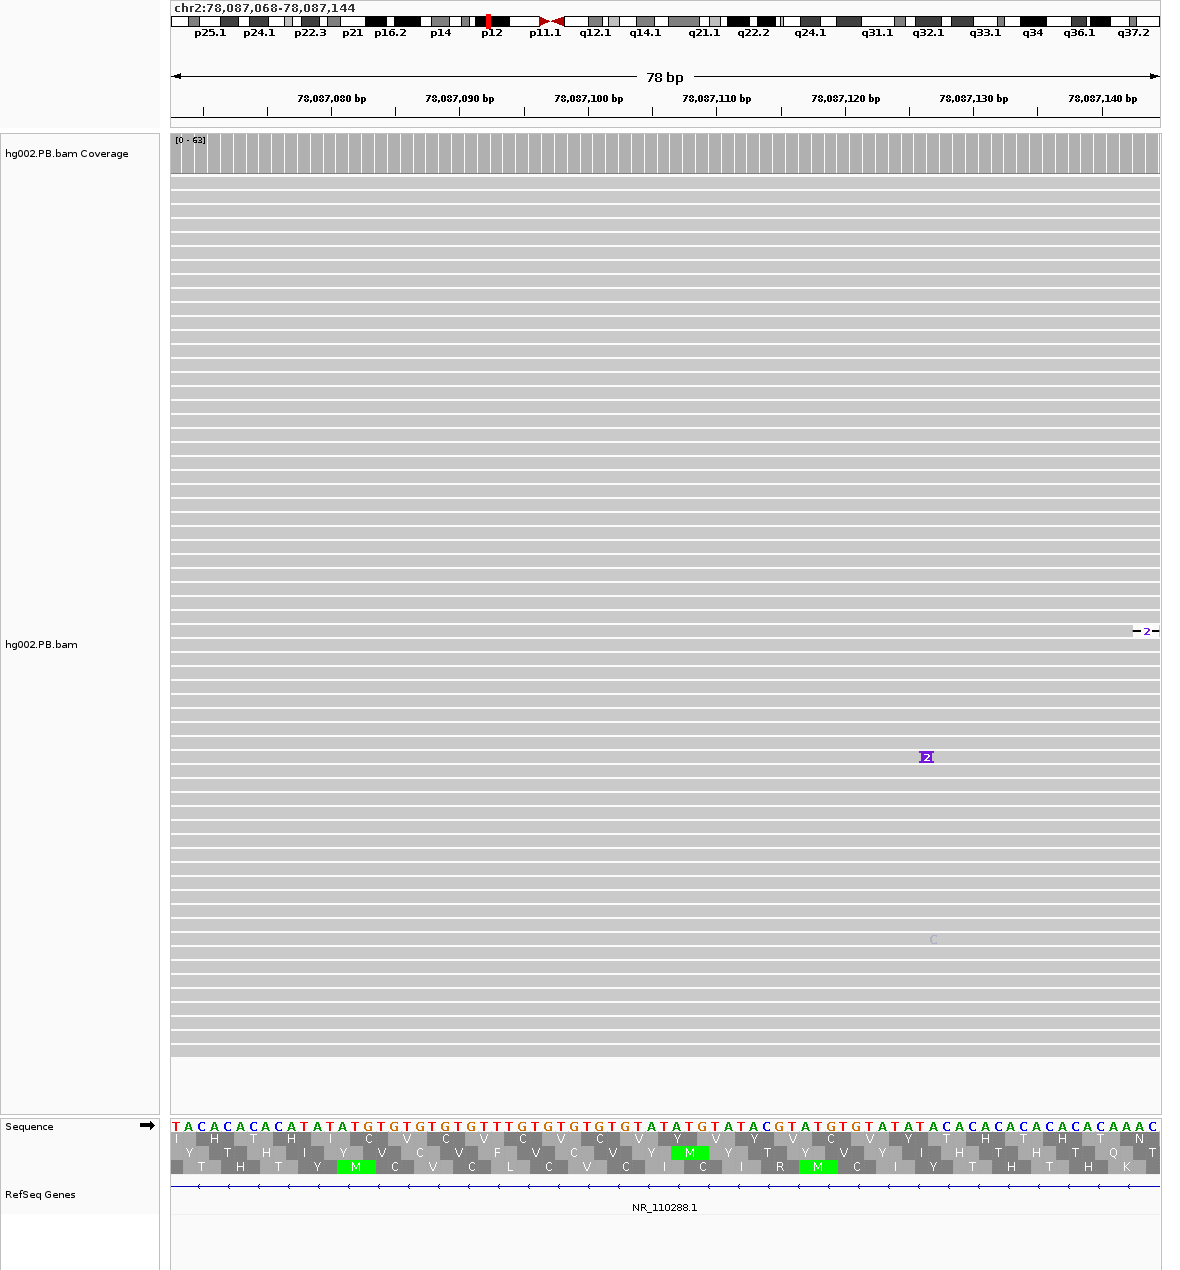 chr2:78,087,068-78,087,144
p25.1 p24.1 p22.3 p21 p16.2 p14 p12 p11.1 q12.1 q14.1 q21.1 q22.2 q24.1 q31.1 q32.1 q33.1 q34 q36.1 q37.2
78 bp
78,087,080 bp 78,087,090 bp 78,087,100 bp 78,087,110 bp 78,087,120 bp 78,087,130 bp 78,087,140 bp
[0 - 63]
hg002.PB.bam Coverage
2
hg002.PB.bam
2
C
Sequence
TACACACACATATATGTGTGTGTGTTTGTGTGTGTGTATATGTATACGTATGTGTATATACACACACACACACAAAC
I H T H I C V C V C V C V Y V Y V C V Y T H T H T N
Y T H I Y V C V F V C V Y M Y T Y V Y I H T H T Q T
T H T Y M C V C L C V C I C I R M C I Y T H T H K
RefSeq Genes
NR_110288.1